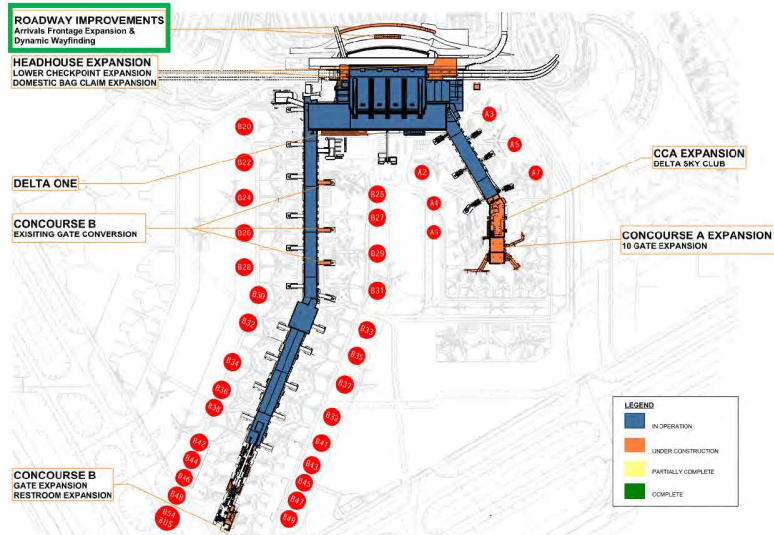 ROADWAY IMPROVEMENTS
Arrivals Frontage Expansion &
Dynamic Wayfinding
HEADHOUSE EXPANSION
LOWER CHECKPOINT EXPANSION
DOMESTIC BAG CLAIM EXPANSION
DELTA ONE
CONCOURSE B
EXISITING GATE CONVERSION
CONCOURSE B
GATE EXPANSION
RESTROOM EXPANSION
CCA EXPANSION
DELTA SKY CLUB
CONCOURSE A EXPANSION
10 GATE EXPANSION
B20
B22
B24
B26
B28
B30
B32
B34
B36
B38
B42
B44
B46
B48
B54
B25
B27
B29
B31
B33
B35
B37
B39
B41
B43
B45
B47
B49
A3
A5
A7
A2
A4
A6
LEGEND
IN OPERATION
UNDER CONSTRUCTION
PARTIALLY COMPLETE
COMPLETE